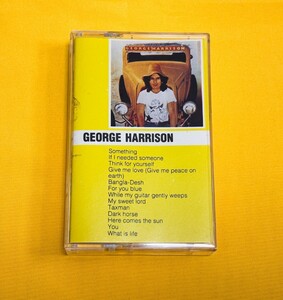 GEORGE HARRISON
GEORGE HARRISON
Something
If I needed someone
Think for yourself
Give me love (Give me peace on
earth)
Bangla-Desh
For you blue
While my guitar gently weeps
My sweet lord
Taxman
Dark horse
Here comes the sun
You
What is life